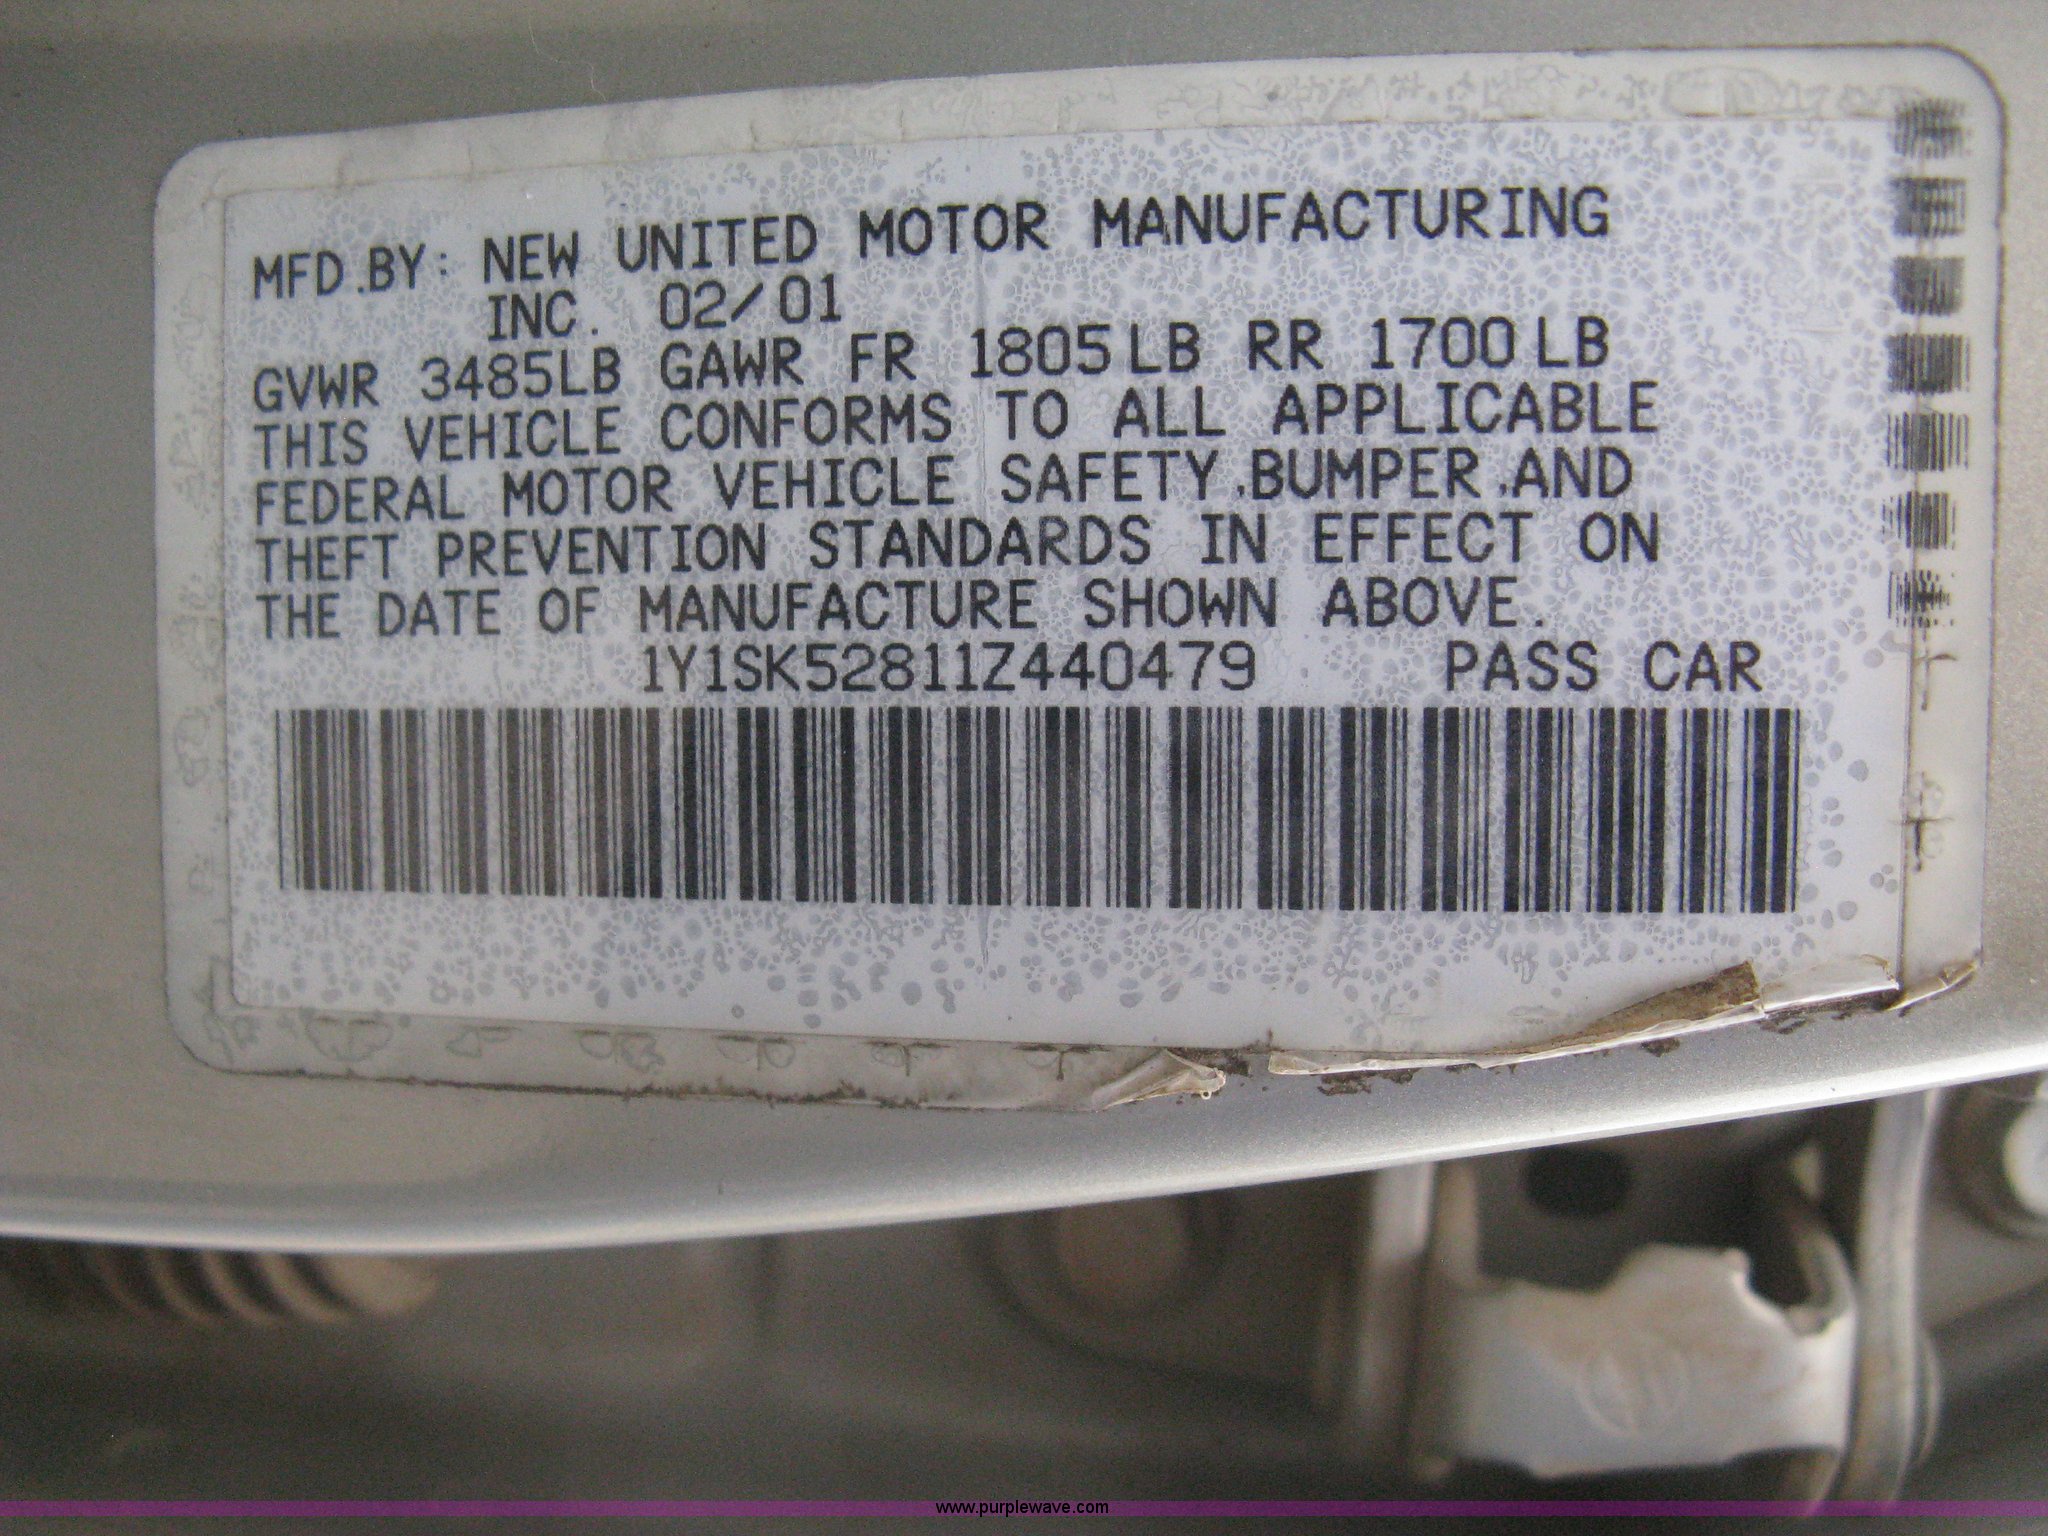 MFD.BY: NEW UNITED MOTOR MANUFACTURING
INC. 02/01
GVWR 3485LB GAWR FR 1805LB RR 1700LB
THIS VEHICLE CONFORMS TO ALL APPLICABLE
FEDERAL MOTOR VEHICLE SAFETY,BUMPER,AND
THEFT PREVENTION STANDARDS IN EFFECT ON
THE DATE OF MANUFACTURE SHOWN ABOVE.
1Y1SK52811Z440479 PASS CAR
www.purplewave.com